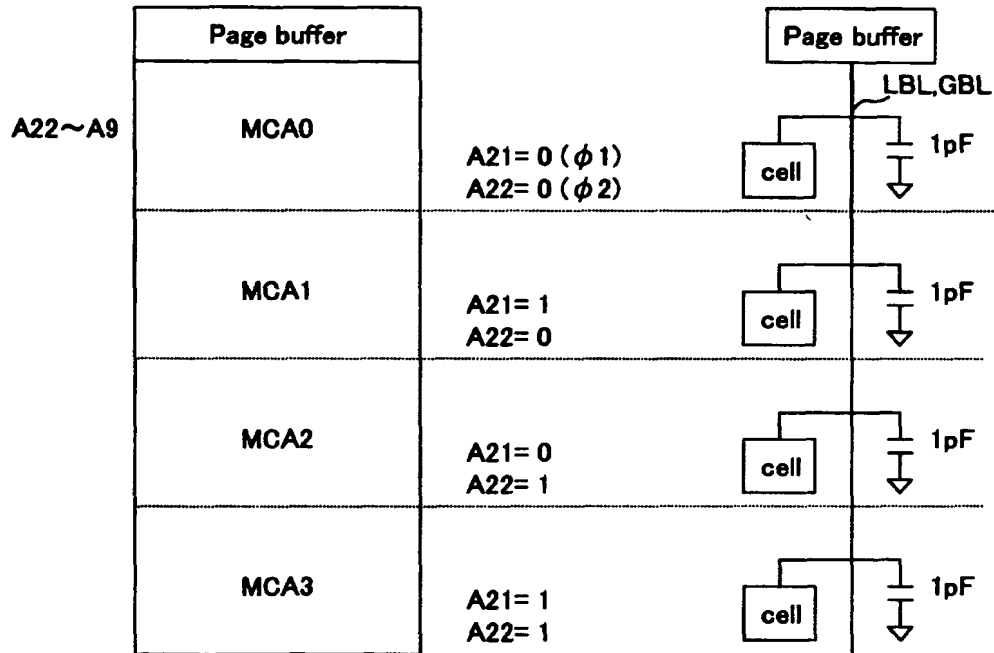 Page buffer
Page buffer
LBL,GBL
A22～A9
MCA0
A21= 0 (φ1)
A22= 0 (φ2)
cell
1pF
MCA1
A21= 1
A22= 0
cell
1pF
MCA2
A21= 0
A22= 1
cell
1pF
MCA3
A21= 1
A22= 1
cell
1pF